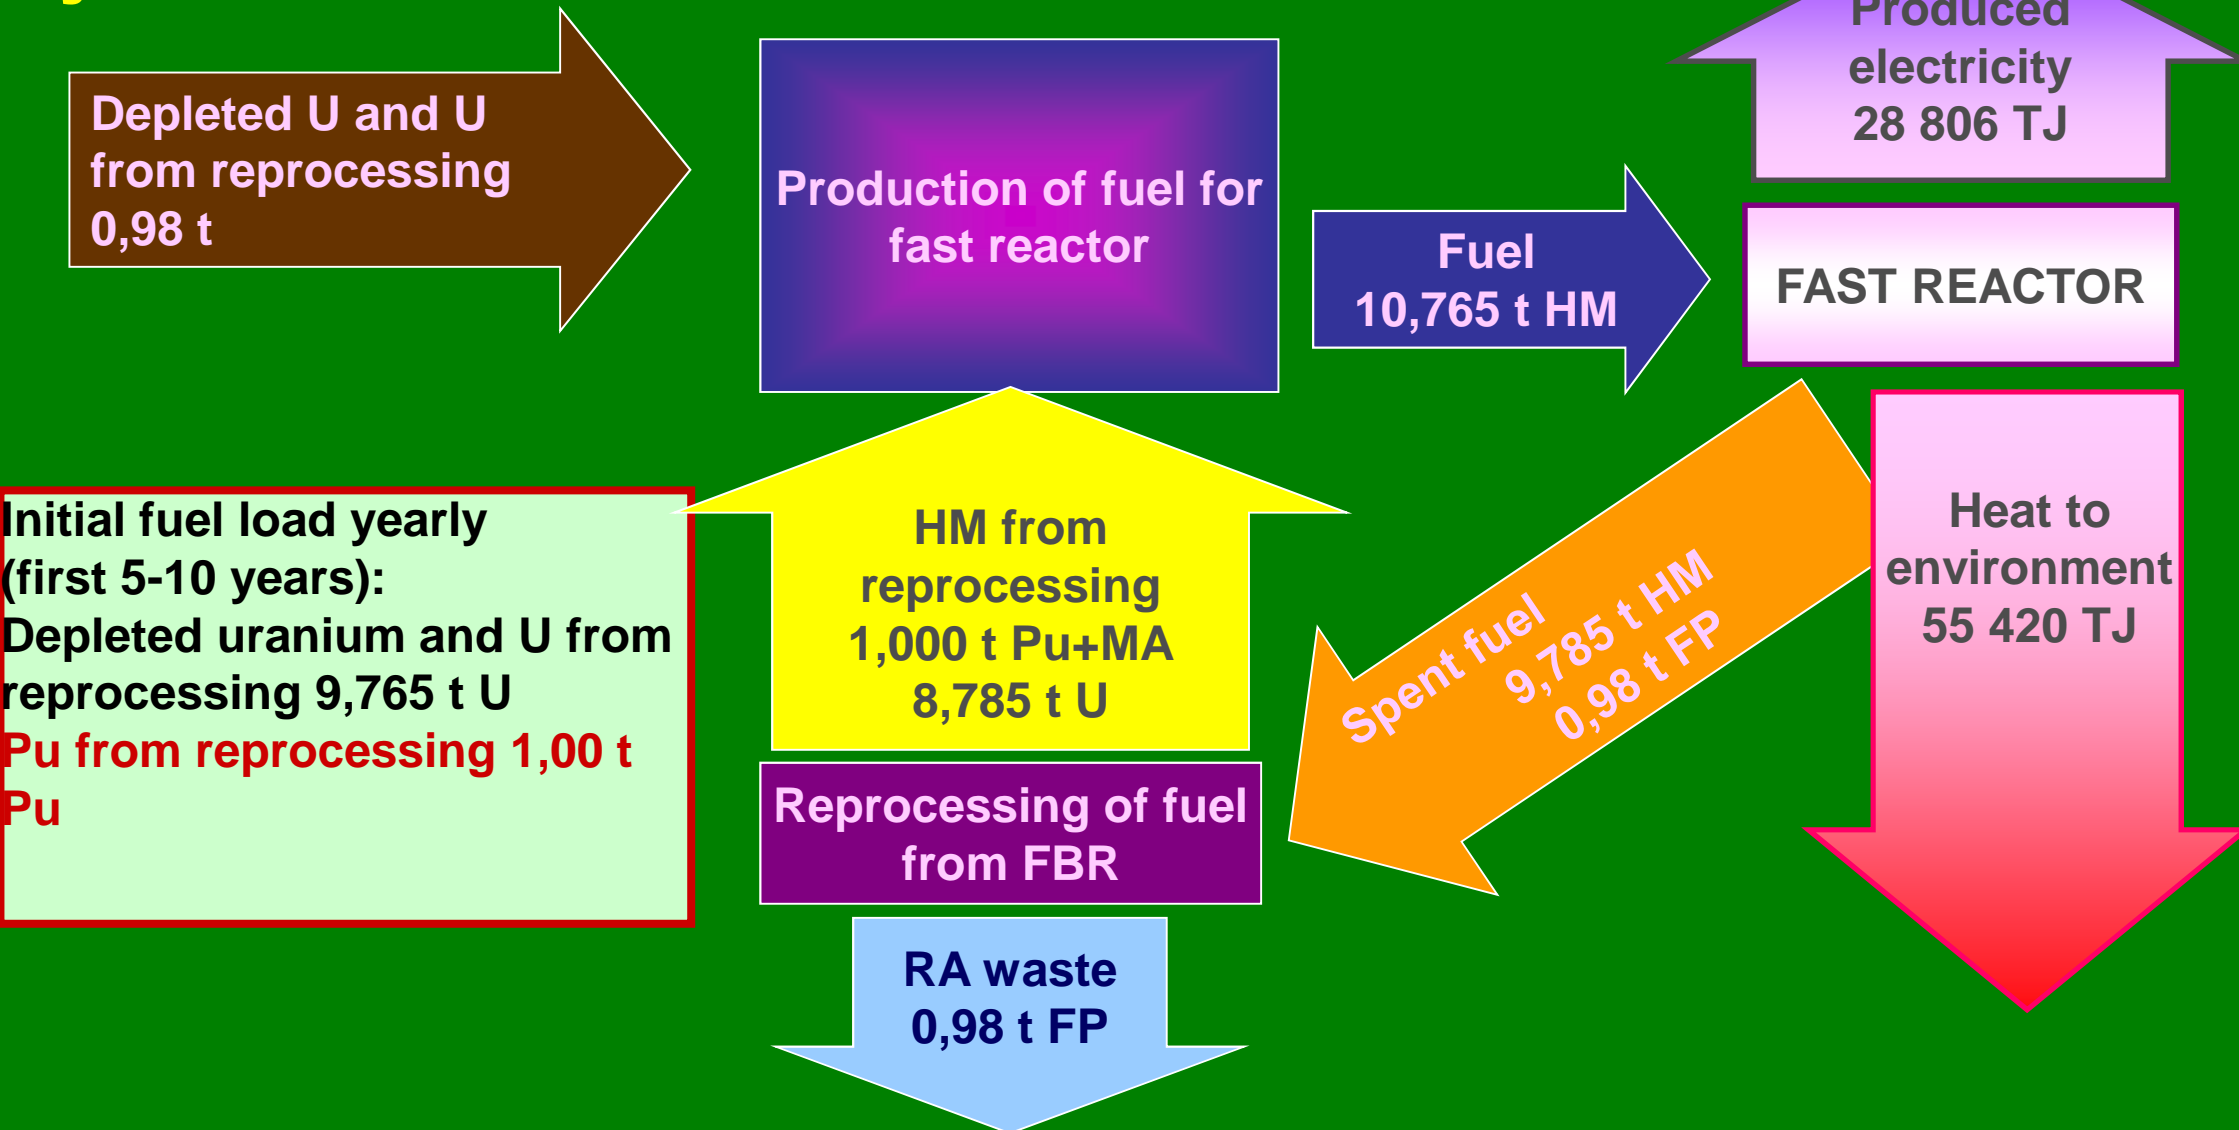 Depleted U and U
from reprocessing
0,98 t
Production of fuel for
fast reactor
Fuel
10,765 t HM
Produced
electricity
28 806 TJ
FAST REACTOR
Initial fuel load yearly
(first 5-10 years):
Depleted uranium and U from
reprocessing 9,765 t U
Pu from reprocessing 1,00 t
Pu
HM from
reprocessing
1,000 t Pu+MA
8,785 t U
Spent fuel
9,785 t HM
0,98 t FP
Heat to
environment
55 420 TJ
Reprocessing of fuel
from FBR
RA waste
0,98 t FP